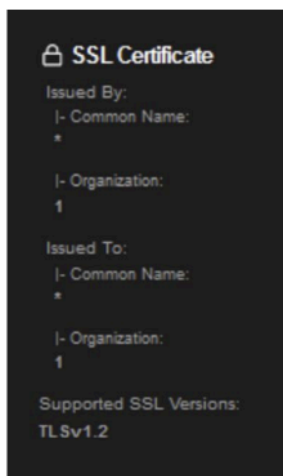 SSL Certificate
Issued By:
|- Common Name:
*
|- Organization:
1
Issued To:
|- Common Name:
*
|- Organization:
1
Supported SSL Versions:
TLSv1.2